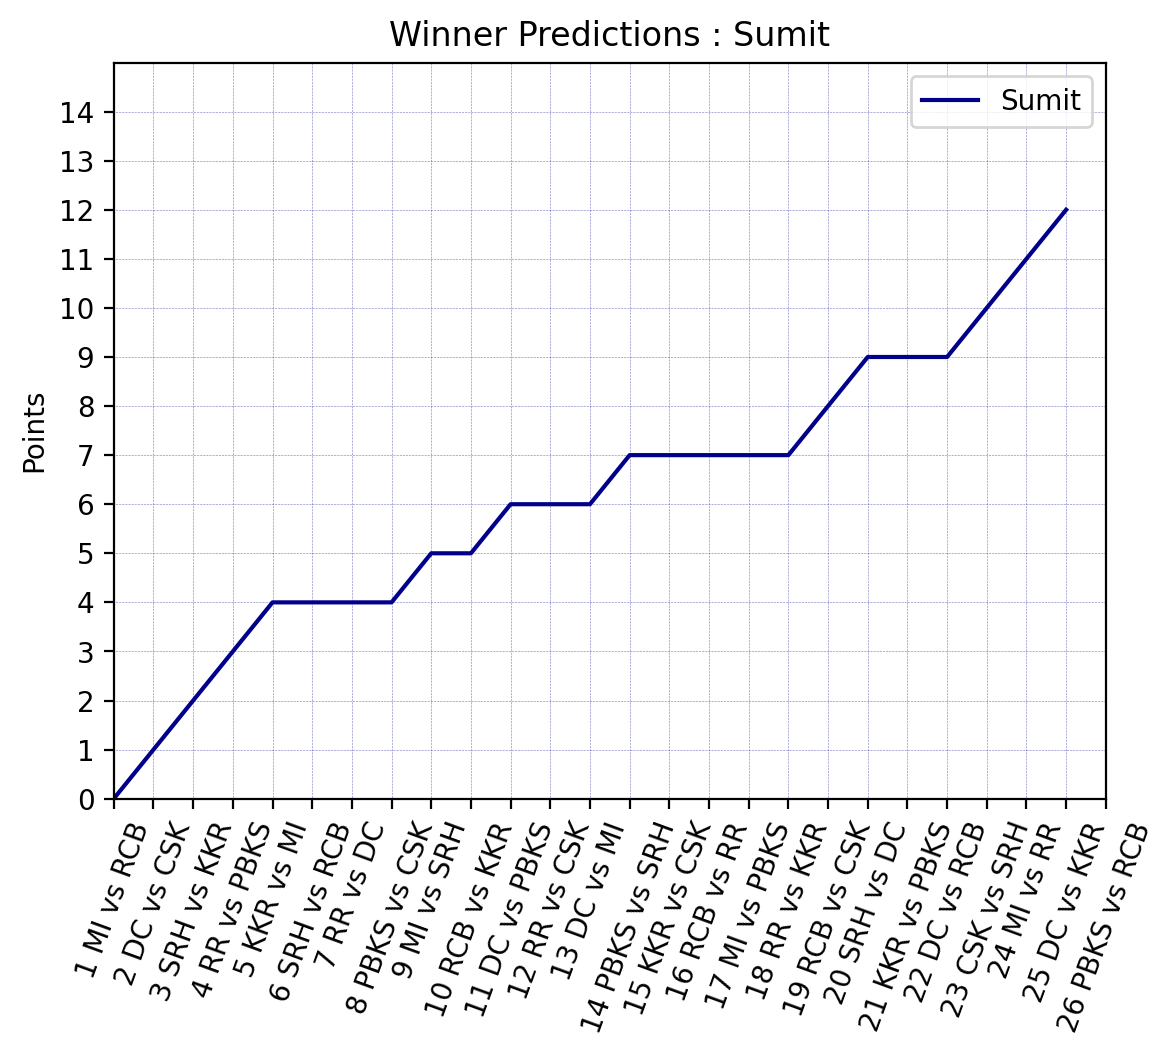 Winner Predictions : Sumit
Sumit
Points
14
13
12
11
10
9
8
7
6
5
4
3
2
1
0
1 MI vs RCB
2 DC vs CSK
3 SRH vs KKR
4 RR vs PBKS
5 KKR vs MI
6 SRH vs RCB
7 RR vs DC
8 PBKS vs CSK
9 MI vs SRH
10 RCB vs KKR
11 DC vs PBKS
12 RR vs CSK
13 DC vs MI
14 PBKS vs SRH
15 KKR vs CSK
16 RCB vs RR
17 MI vs PBKS
18 RR vs KKR
19 RCB vs CSK
20 SRH vs DC
21 KKR vs PBKS
22 DC vs RCB
23 CSK vs SRH
24 MI vs RR
25 DC vs KKR
26 PBKS vs RCB